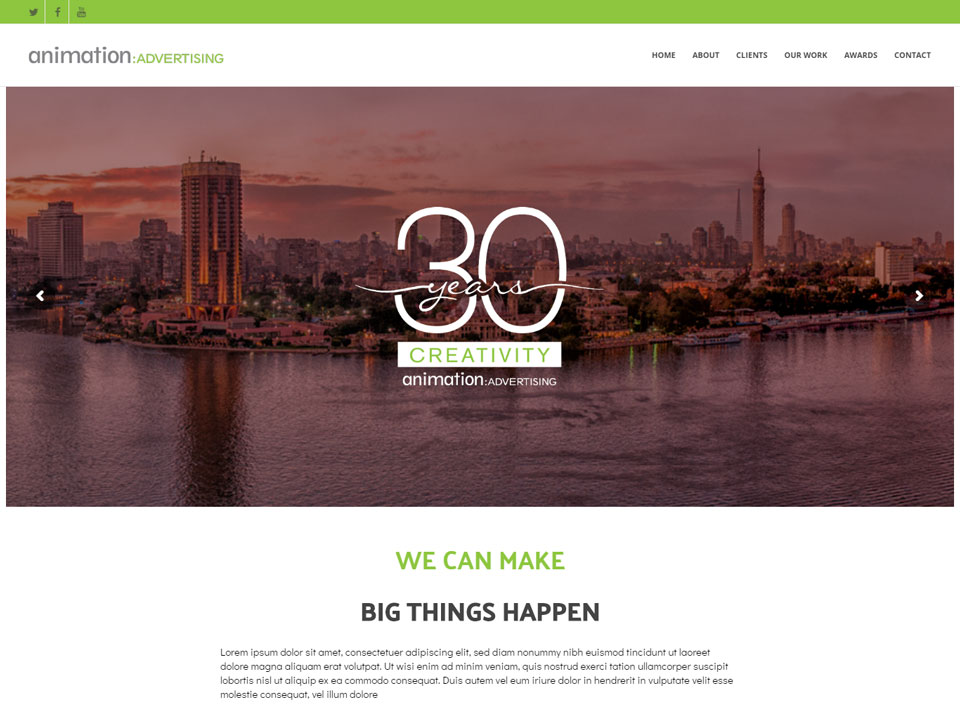 animation:ADVERTISING
HOME ABOUT CLIENTS OUR WORK AWARDS CONTACT
30
years
CREATIVITY
animation:ADVERTISING
WE CAN MAKE
BIG THINGS HAPPEN
Lorem ipsum dolor sit amet, consectetuer adipiscing elit, sed diam nonummy nibh euismod tincidunt ut laoreet
dolore magna aliquam erat volutpat. Ut wisi enim ad minim veniam, quis nostrud exerci tation ullamcorper suscipit
lobortis nisl ut aliquip ex ea commodo consequat. Duis autem vel eum iriure dolor in hendrerit in vulputate velit esse
molestie consequat, vel illum dolore